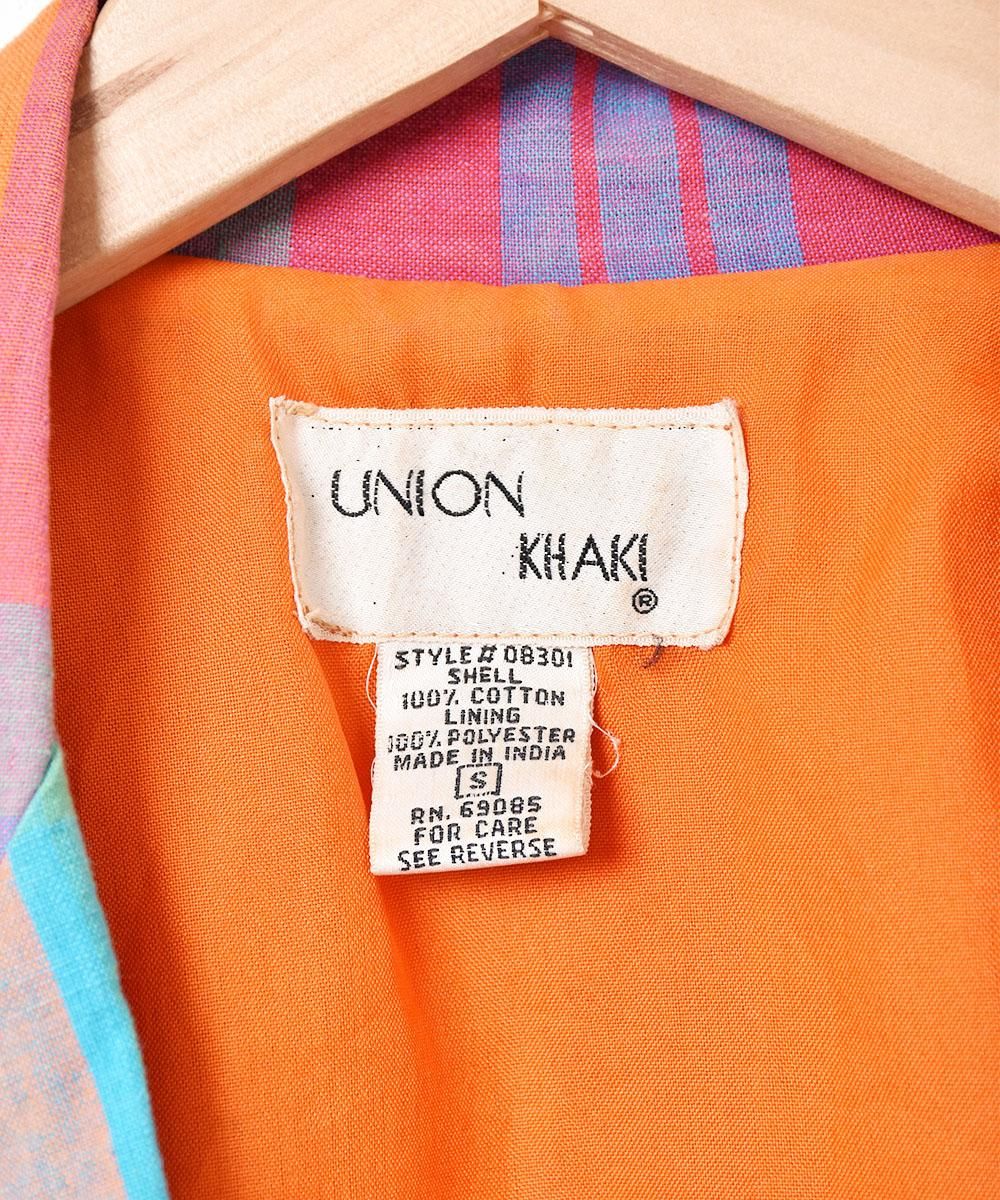 UNION
KHAKI
®
STYLE# 08301
SHELL
100% COTTON
LINING
100% POLYESTER
MADE IN INDIA
S
RN. 69085
FOR CARE
SEE REVERSE